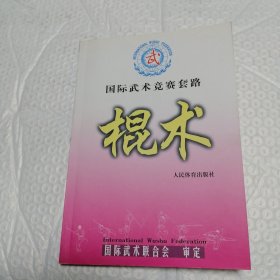 武
国际武术竞赛套路
棍术
人民体育出版社
International Wushu Federation
国际武术联合会 审定